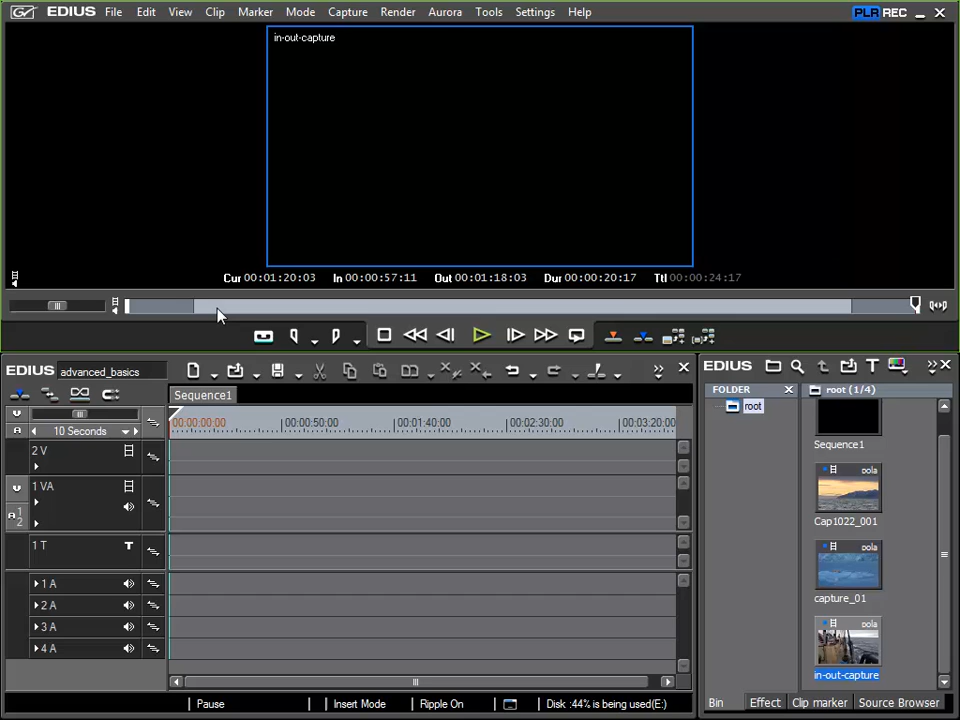 EDIUS File Edit View Clip Marker Mode Capture Render Aurora Tools Settings Help PLR REC
in-out-capture
Cur 00:01:20:03 In 00:00:57:11 Out 00:01:18:03 Dur 00:00:20:17 Ttl 00:00:24:17
EDIUS advanced_basics
Sequence1
10 Seconds 00:00:00:00 00:00:50:00 00:01:40:00 00:02:30:00 00:03:20:00
2 V
1 VA
A 1 2
1 T T
1 A
2 A
3 A
4 A
EDIUS T
FOLDER root (1/4)
root
Sequence1
dola
Cap1022_001
dola
capture_01
dola
in-out-capture
Bin Effect Clip marker Source Browser
Pause Insert Mode Ripple On Disk :44% is being used(E:)